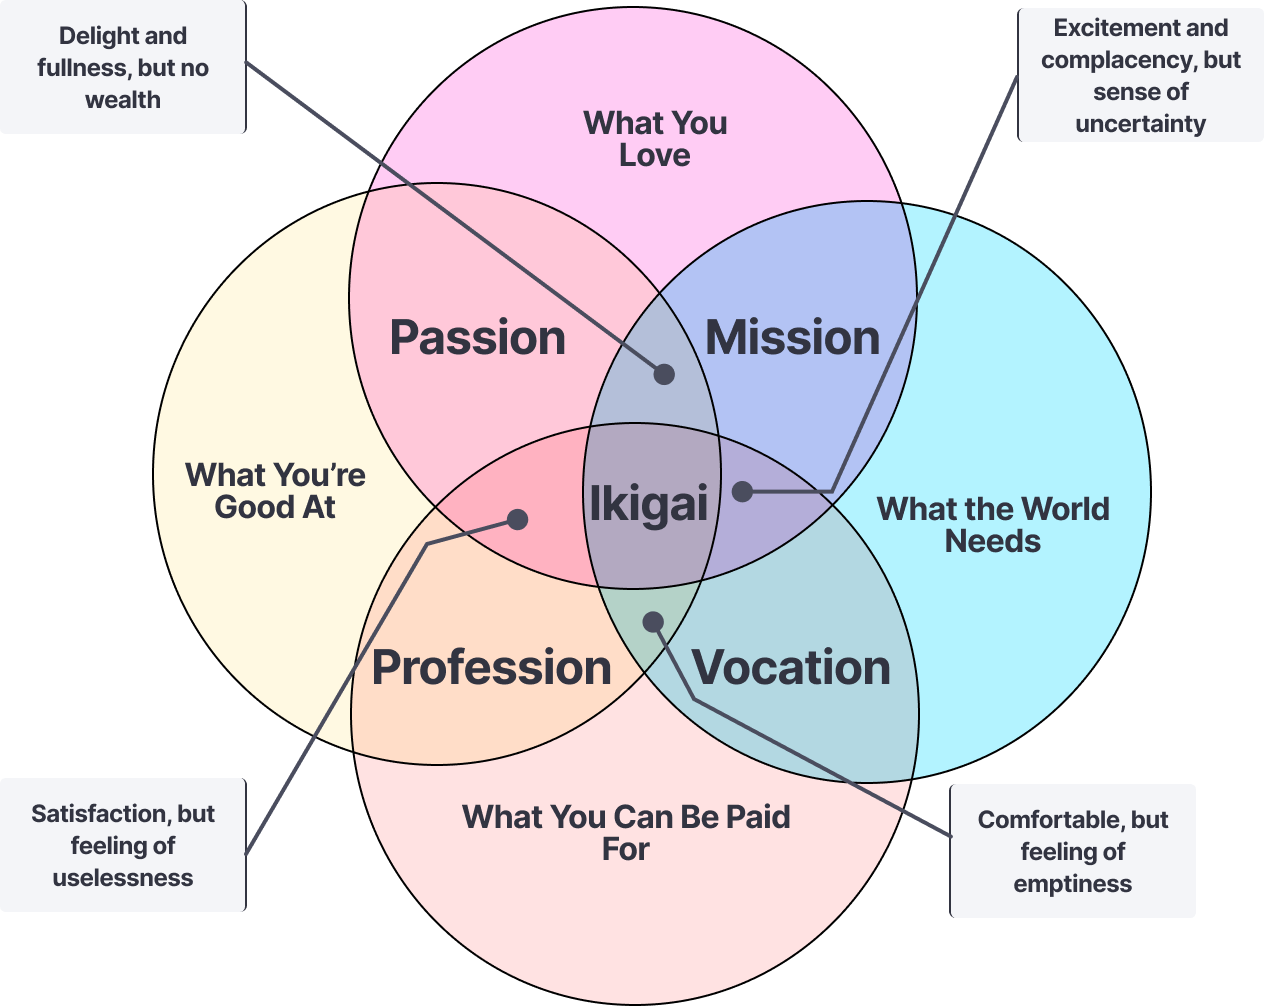 Delight and
fullness, but no
wealth
Excitement and
complacency, but
sense of
uncertainty
What You
Love
Passion
Mission
What You’re
Good At
Ikigai
What the World
Needs
Profession
Vocation
What You Can Be Paid
For
Satisfaction, but
feeling of
uselessness
Comfortable, but
feeling of
emptiness